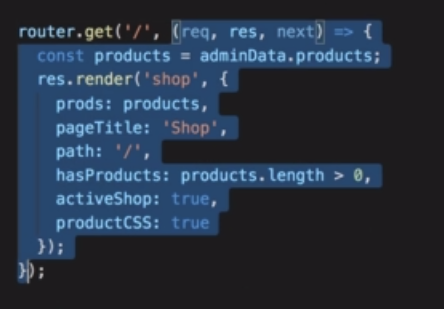 router.get('/', (req, res, next) => {
const products = adminData.products;
res.render('shop', {
prods: products,
pageTitle: 'Shop',
path: '/',
hasProducts: products.length > 0,
activeShop: true,
productCSS: true
});
});